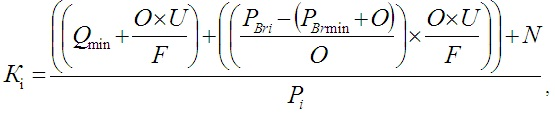 K_i = (((Q_min + (O×U)/F) + (((P_Bri − (P_Brmin + O))/O) × (O×U)/F)) + N)/P_i,